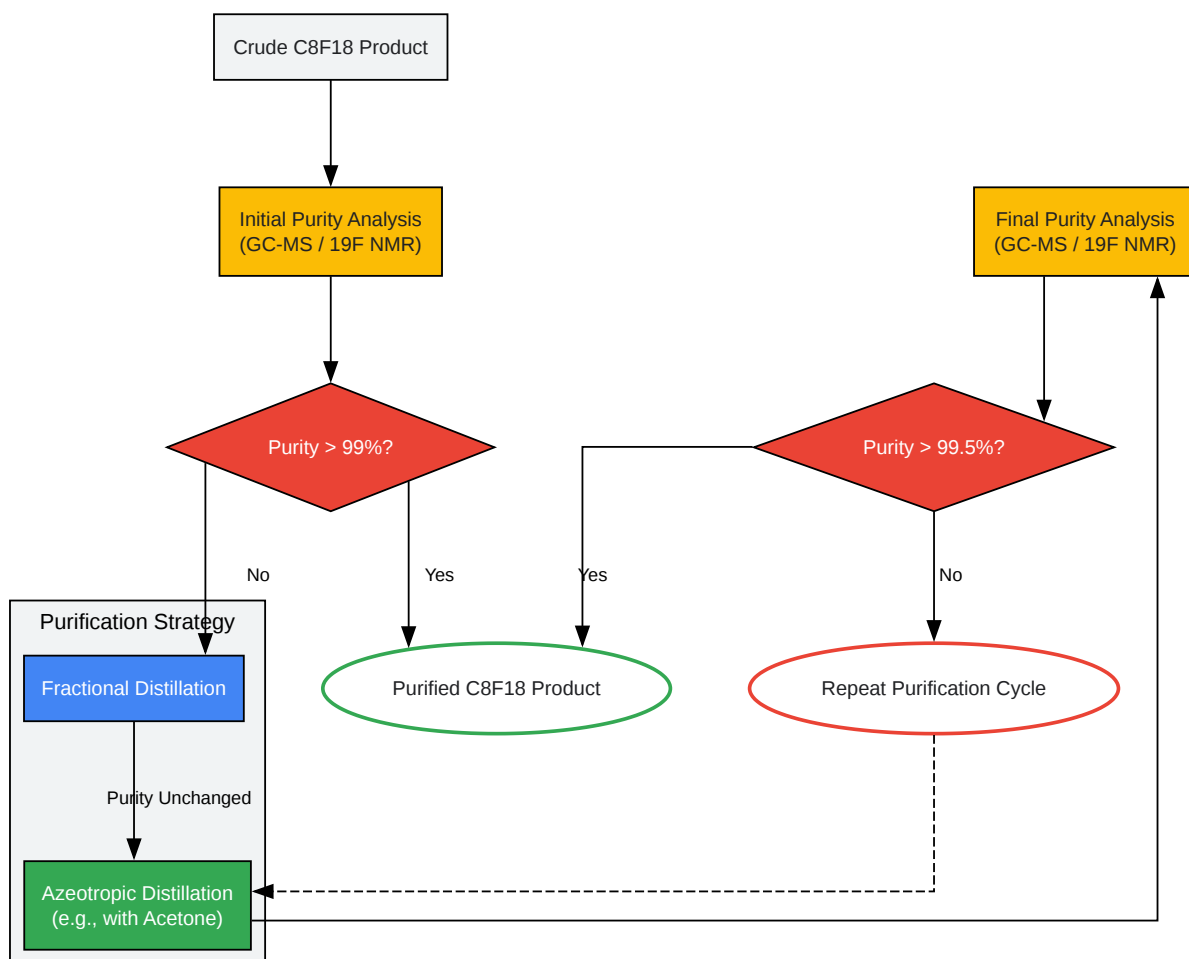 Crude C8F18 Product
Initial Purity Analysis
(GC-MS / 19F NMR)
Final Purity Analysis
(GC-MS / 19F NMR)
Purity > 99%?
Purity > 99.5%?
No
Yes
Yes
No
Purification Strategy
Fractional Distillation
Purified C8F18 Product
Repeat Purification Cycle
Purity Unchanged
Azeotropic Distillation
(e.g., with Acetone)